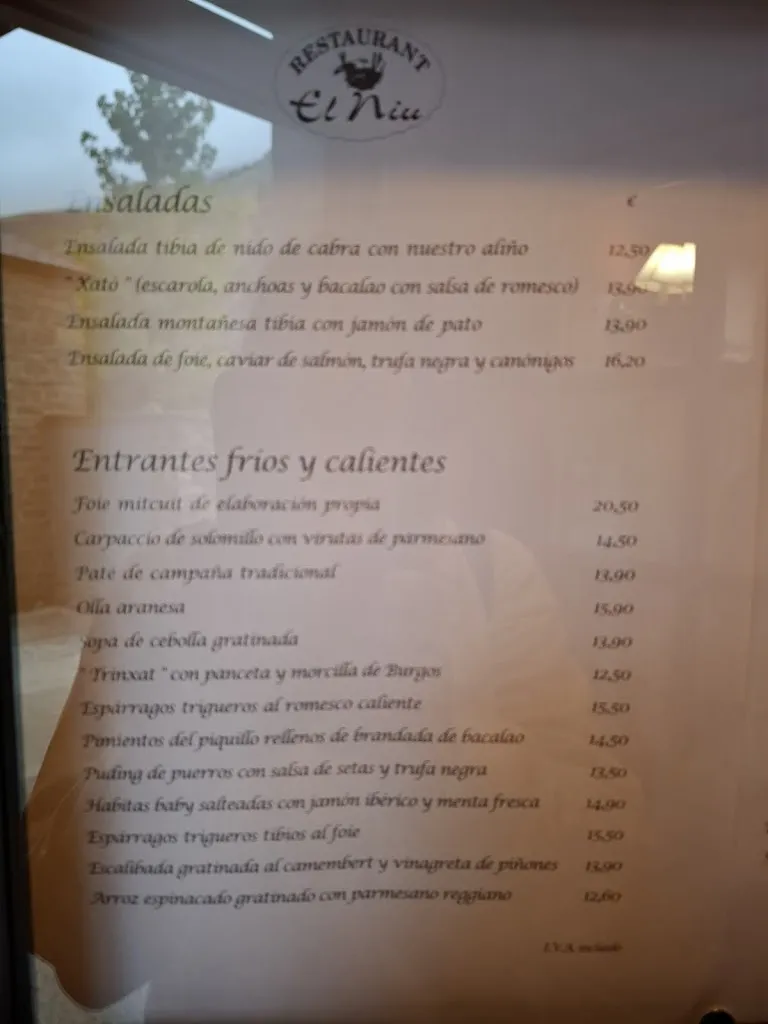 RESTAURANT
El Niu
Ensaladas €
Ensalada tibia de nido de cabra con nuestro aliño 12,50
"Xató" (escarola, anchoas y bacalao con salsa de romesco) 13,90
Ensalada montañesa tibia con jamón de pato 13,90
Ensalada de foie, caviar de salmón, trufa negra y canónigos 16,20
Entrantes fríos y calientes
Foie mitcuit de elaboración propia 20,50
Carpaccio de solomillo con virutas de parmesano 14,50
Paté de campaña tradicional 13,90
Olla aranesa 15,90
Sopa de cebolla gratinada 13,90
"Trinxat" con panceta y morcilla de Burgos 12,50
Espárragos trigueros al romesco caliente 15,50
Pimientos del piquillo rellenos de brandada de bacalao 14,50
Puding de puerros con salsa de setas y trufa negra 13,50
Habitas baby salteadas con jamón ibérico y menta fresca 14,90
Espárragos trigueros tibios al foie 15,50
Escalibada gratinada al camembert y vinagreta de piñones 13,90
Arroz espinacado gratinado con parmesano reggiano 12,60
I.V.A. incluido